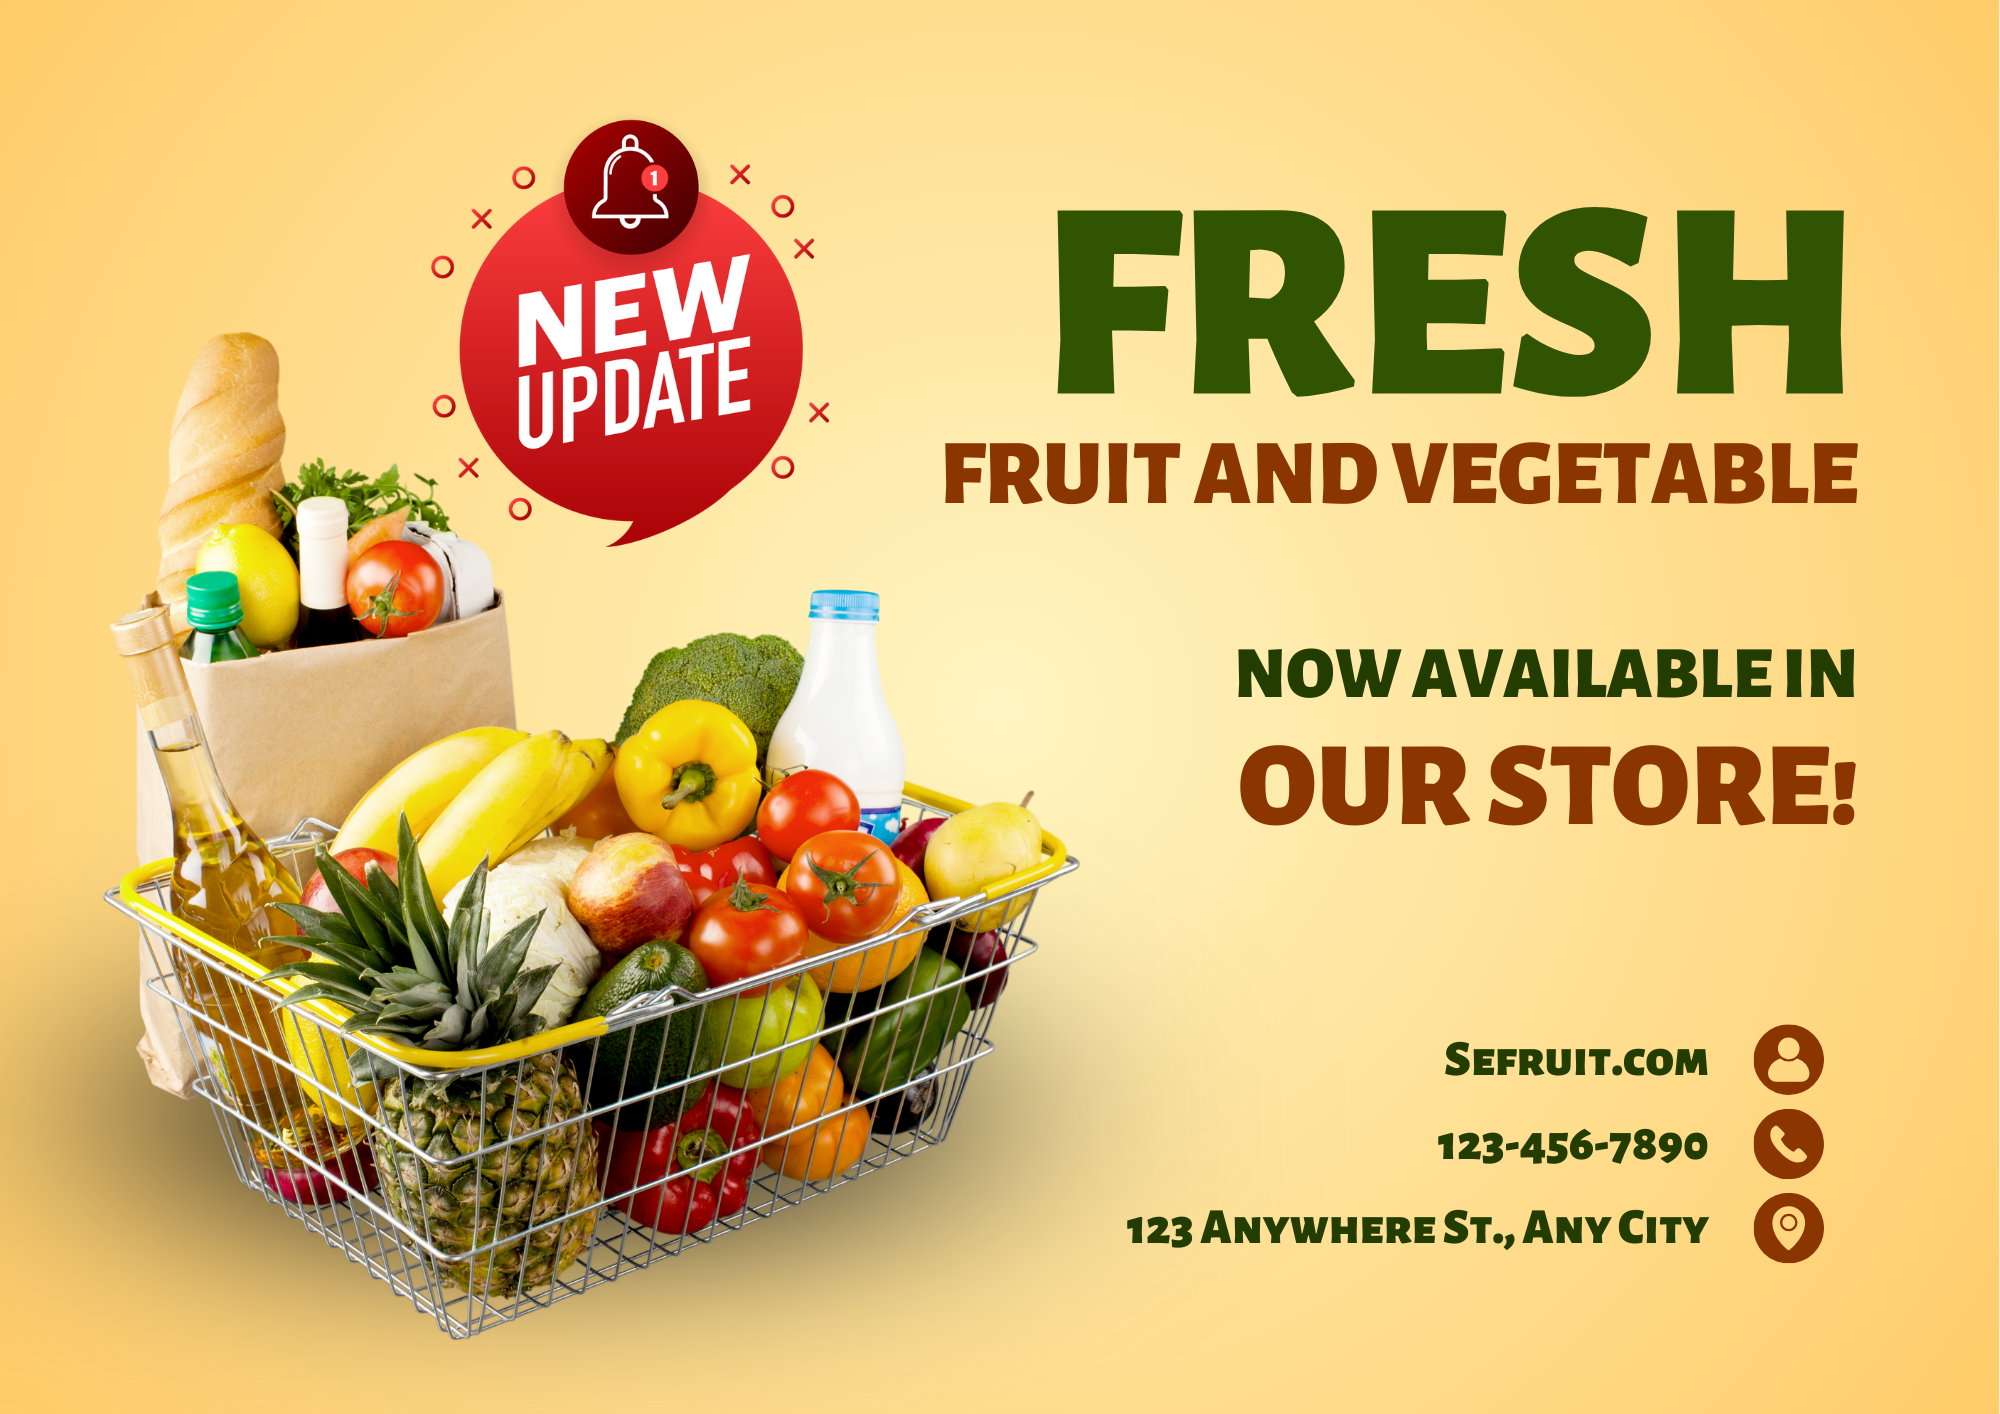 1
NEW
UPDATE
FRESH
FRUIT AND VEGETABLE
NOW AVAILABLE IN
OUR STORE!
Sefruit.com
123-456-7890
123 Anywhere St., Any City